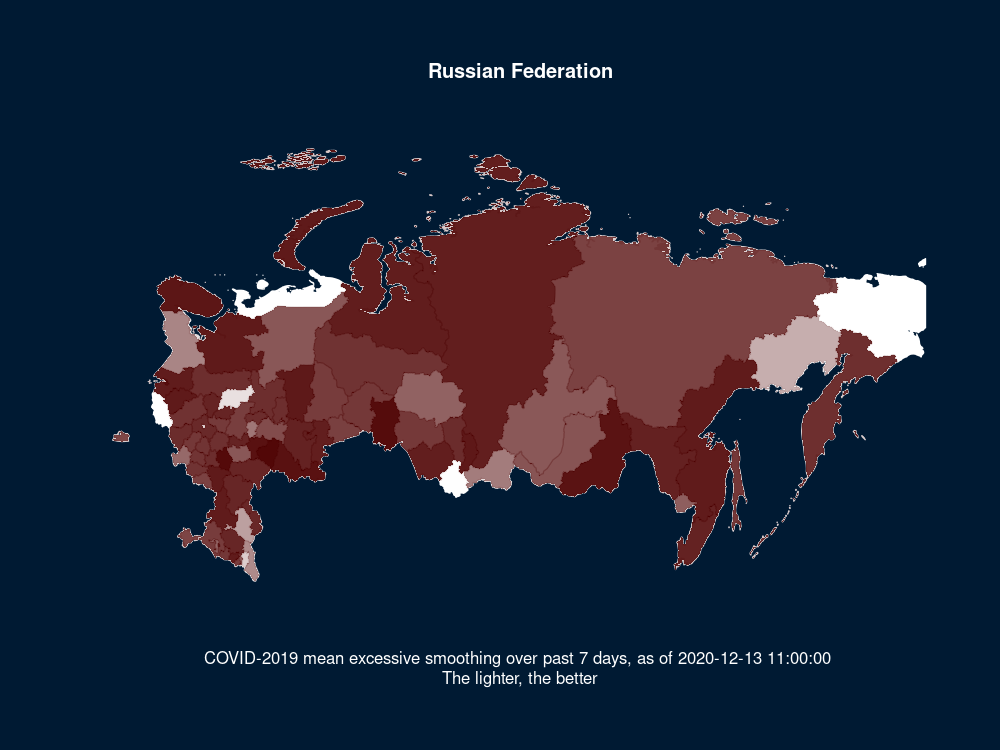 Russian Federation
COVID-2019 mean excessive smoothing over past 7 days, as of 2020-12-13 11:00:00
The lighter, the better